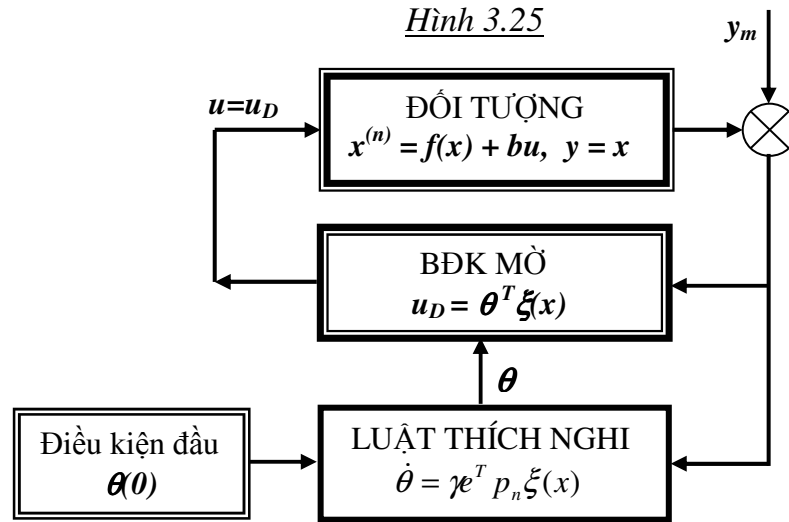 Hình 3.25
y_m
u=u_D
ĐỐI TƯỢNG
x^(n) = f(x) + bu, y = x
BĐK MỜ
u_D = θ^T ξ(x)
θ
Điều kiện đầu
θ(0)
LUẬT THÍCH NGHI
θ̇ = γe^T p_n ξ(x)